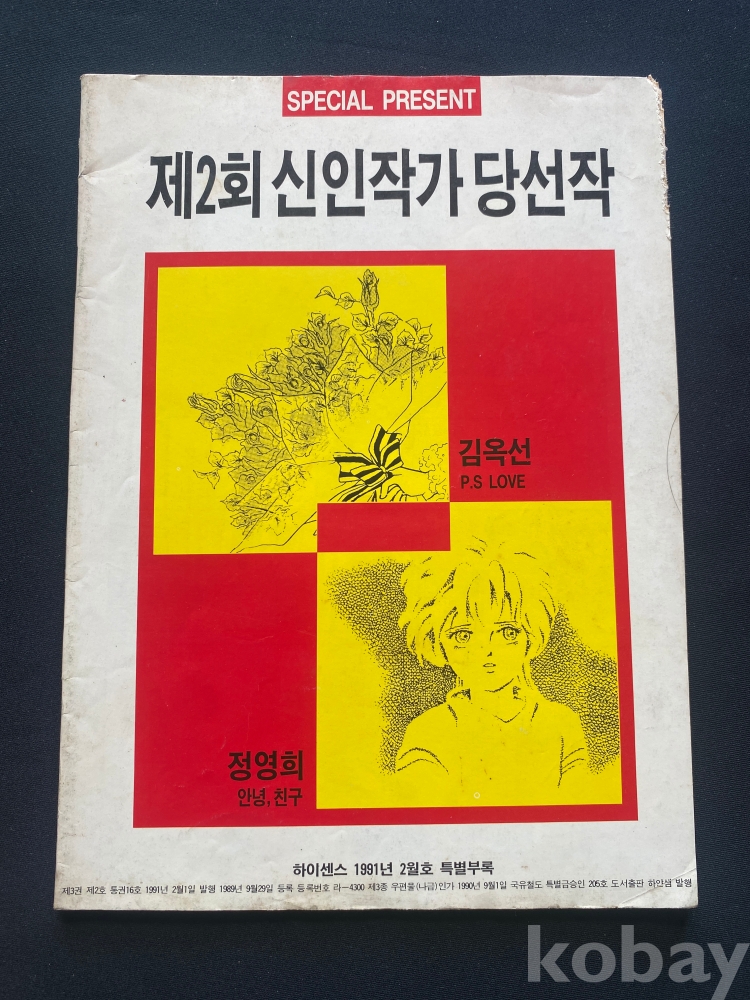 SPECIAL PRESENT
제2회 신인작가 당선작
김옥선
P.S LOVE
정영희
안녕, 친구
하이센스 1991년 2월호 특별부록
제3권 제2호 통권16호 1991년 2월1일 발행 1989년 9월29일 등록 등록번호 라-4300 제3종 우편물(나급)인가 1990년 9월1일 국유철도 특별급승인 205호 도서출판 하얀샘 발행
kobay